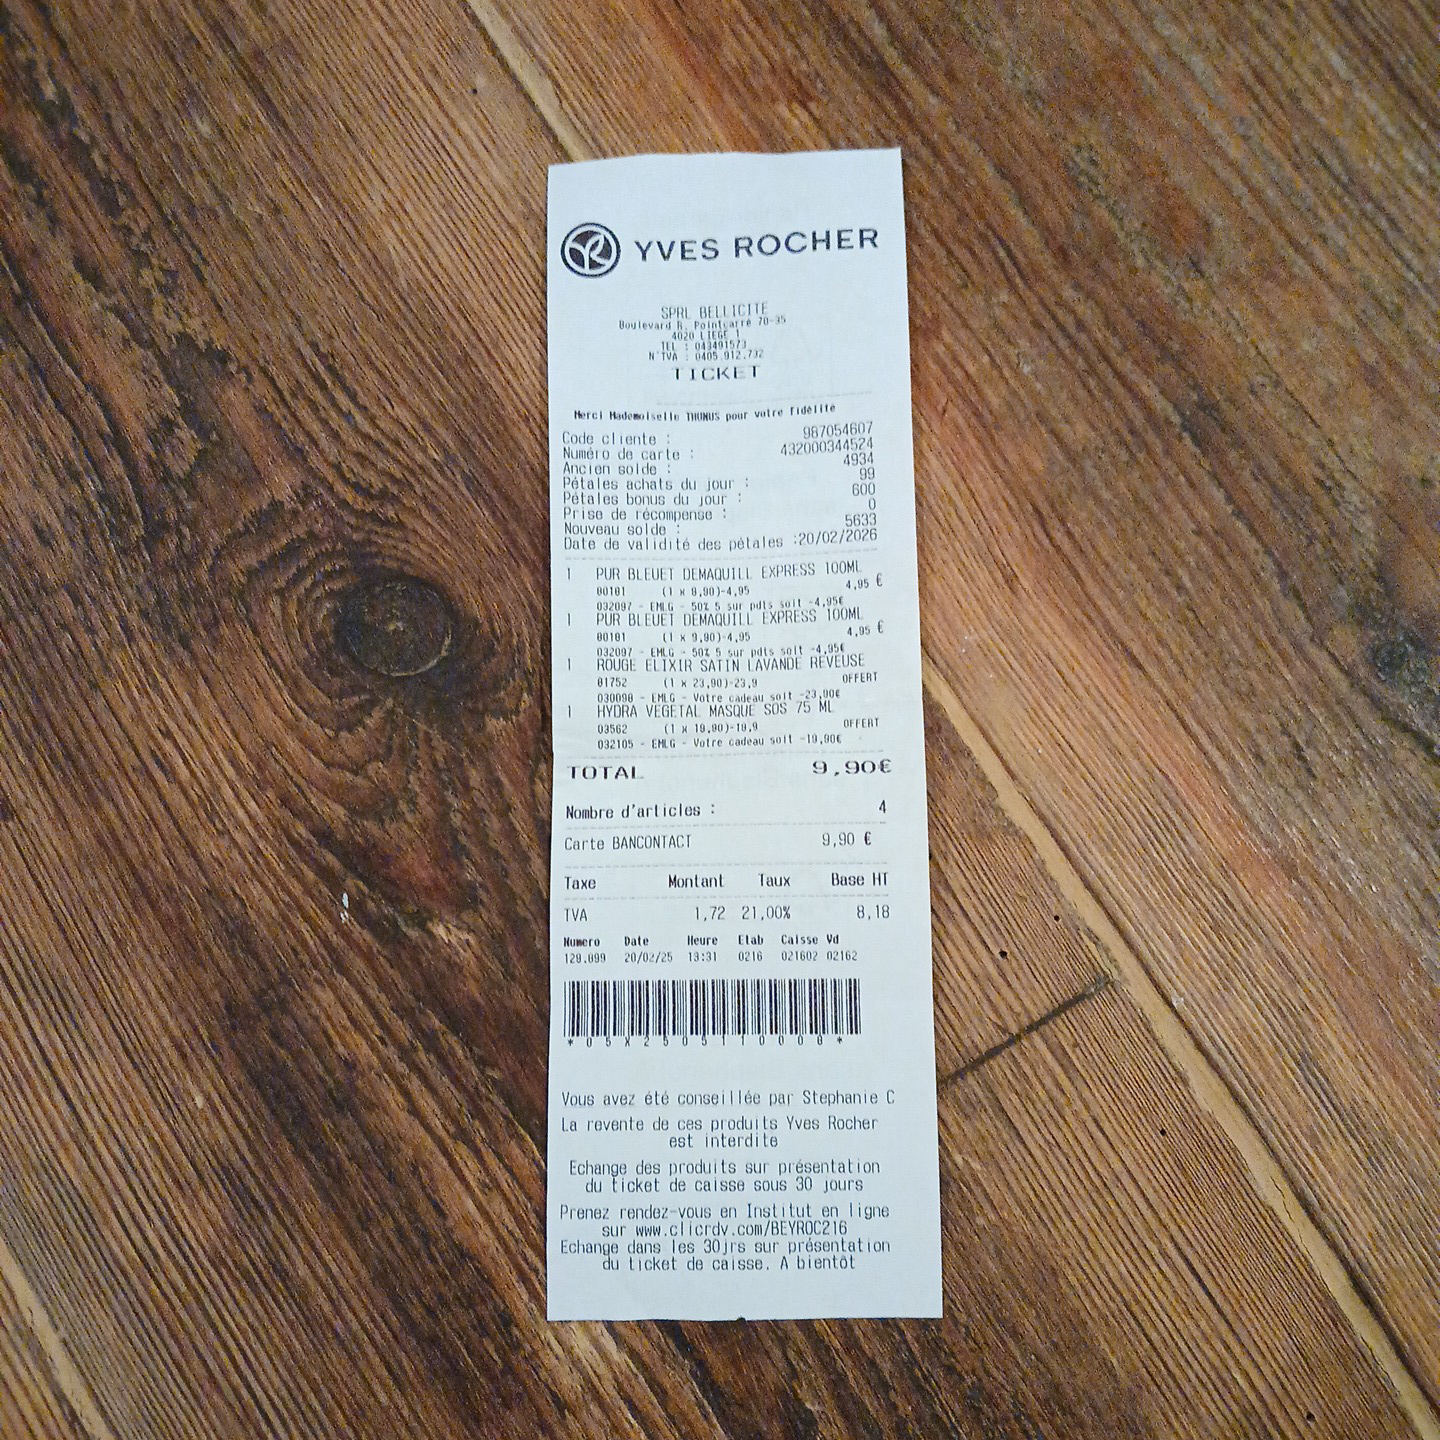 YVES ROCHER
SPRL BELLICITE
Boulevard R. Pointcarré 70-35
4020 LIEGE 1
TEL : 043491573
N°TVA : 0405.912.732
TICKET
Merci Mademoiselle THUNUS pour votre fidélité
Code cliente : 987054607
Numéro de carte : 432000344524
Ancien solde : 4934
Pétales achats du jour : 99
Pétales bonus du jour : 600
Prise de récompense : 0
Nouveau solde : 5633
Date de validité des pétales :20/02/2026
1 PUR BLEUET DEMAQUILL EXPRESS 100ML
00101 (1 x 9,90)-4,95 4,95 €
032097 - EMLG - 50% 5 sur pdts soit -4,95€
1 PUR BLEUET DEMAQUILL EXPRESS 100ML
00101 (1 x 9,90)-4,95 4,95 €
032097 - EMLG - 50% 5 sur pdts soit -4,95€
1 ROUGE ELIXIR SATIN LAVANDE REVEUSE
01752 (1 x 23,90)-23,9 OFFERT
030090 - EMLG - Votre cadeau soit -23,90€
1 HYDRA VEGETAL MASQUE SOS 75 ML
03562 (1 x 19,90)-19,9 OFFERT
032105 - EMLG - Votre cadeau soit -19,90€
TOTAL 9,90€
Nombre d'articles : 4
Carte BANCONTACT 9,90 €
Taxe Montant Taux Base HT
TVA 1,72 21,00% 8,18
Numero Date Heure Etab Caisse Vd
129.099 20/02/25 13:31 0216 021602 02162
*05X2505110000*
Vous avez été conseillée par Stephanie C
La revente de ces produits Yves Rocher
est interdite
Echange des produits sur présentation
du ticket de caisse sous 30 jours
Prenez rendez-vous en Institut en ligne
sur www.clicrdv.com/BEYROC216
Echange dans les 30jrs sur présentation
du ticket de caisse. A bientôt